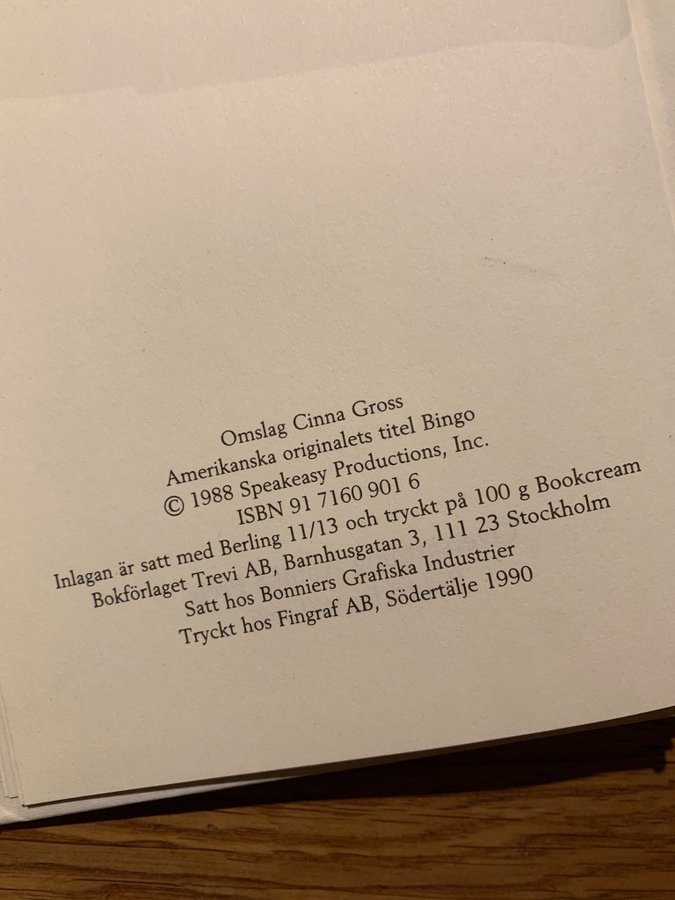 Omslag Cinna Gross
Amerikanska originalets titel Bingo
© 1988 Speakeasy Productions, Inc.
ISBN 91 7160 901 6
Inlagan är satt med Berling 11/13 och tryckt på 100 g Bookcream
Bokförlaget Trevi AB, Barnhusgatan 3, 111 23 Stockholm
Satt hos Bonniers Grafiska Industrier
Tryckt hos Fingraf AB, Södertälje 1990